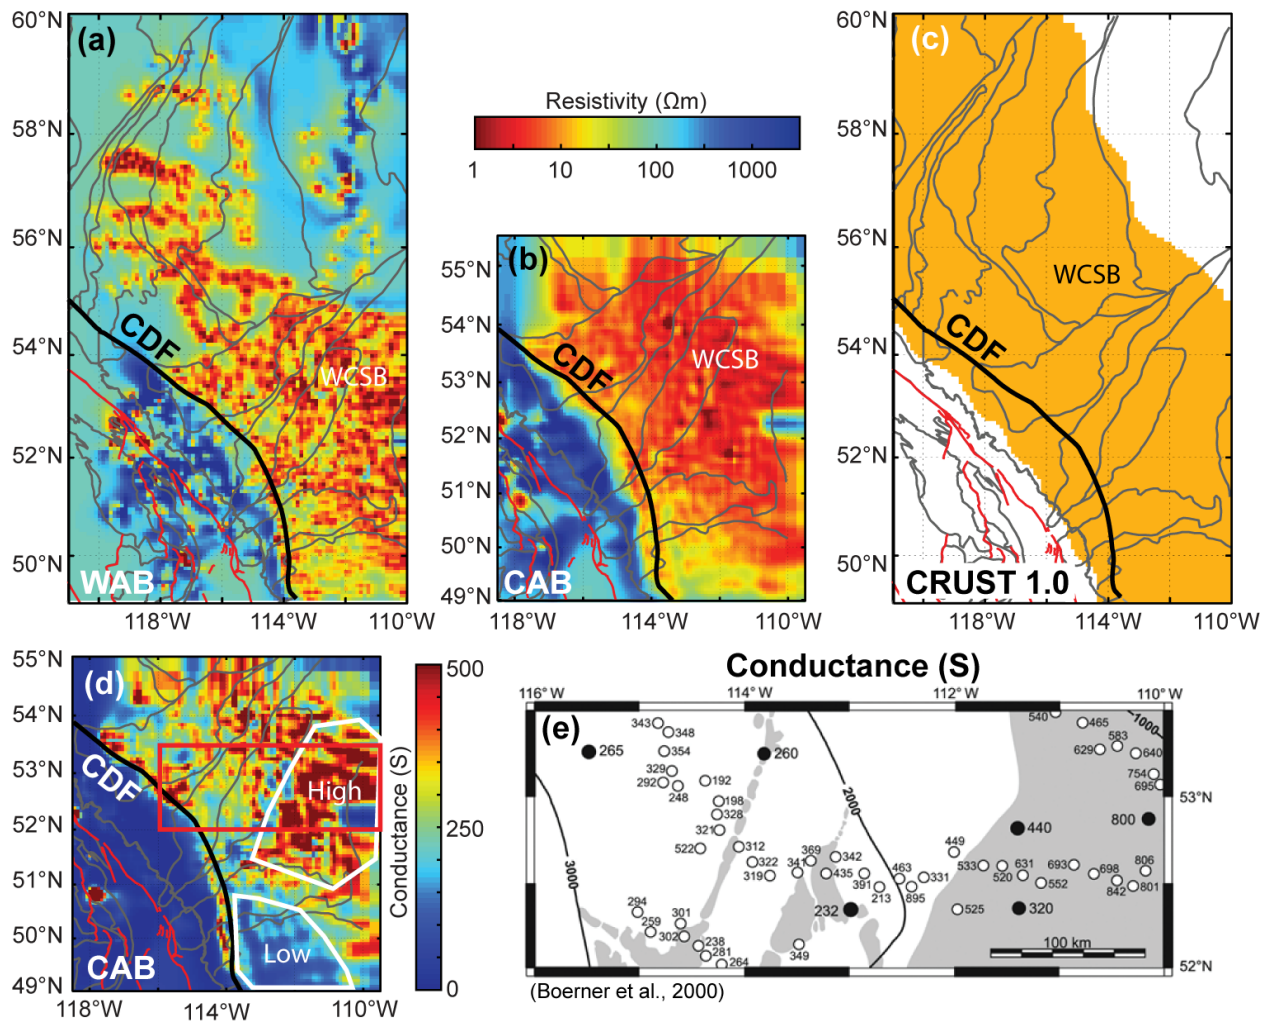 60°N
58°N
56°N
54°N
52°N
50°N
(a)
CDF
WCSB
WAB
118°W
114°W
110°W
Resistivity (Ωm)
1
10
100
1000
55°N
54°N
53°N
52°N
51°N
50°N
49°N
(b)
CDF
WCSB
CAB
118°W
114°W
110°W
60°N
58°N
56°N
54°N
52°N
50°N
(c)
WCSB
CDF
CRUST 1.0
118°W
114°W
110°W
55°N
54°N
53°N
52°N
51°N
50°N
49°N
(d)
CDF
High
Low
CAB
118°W
114°W
110°W
500
250
0
Conductance (S)
Conductance (S)
116°W
114°W
112°W
110°W
(e)
343
348
265
354
260
329
292
248
192
198
328
321
522
312
322
319
341
369
342
435
391
213
463
895
331
449
533
520
631
552
693
698
842
806
801
525
320
440
800
540
465
583
629
640
754
695
1000
2000
3000
232
349
294
259
301
302
238
281
264
100 km
53°N
52°N
(Boerner et al., 2000)